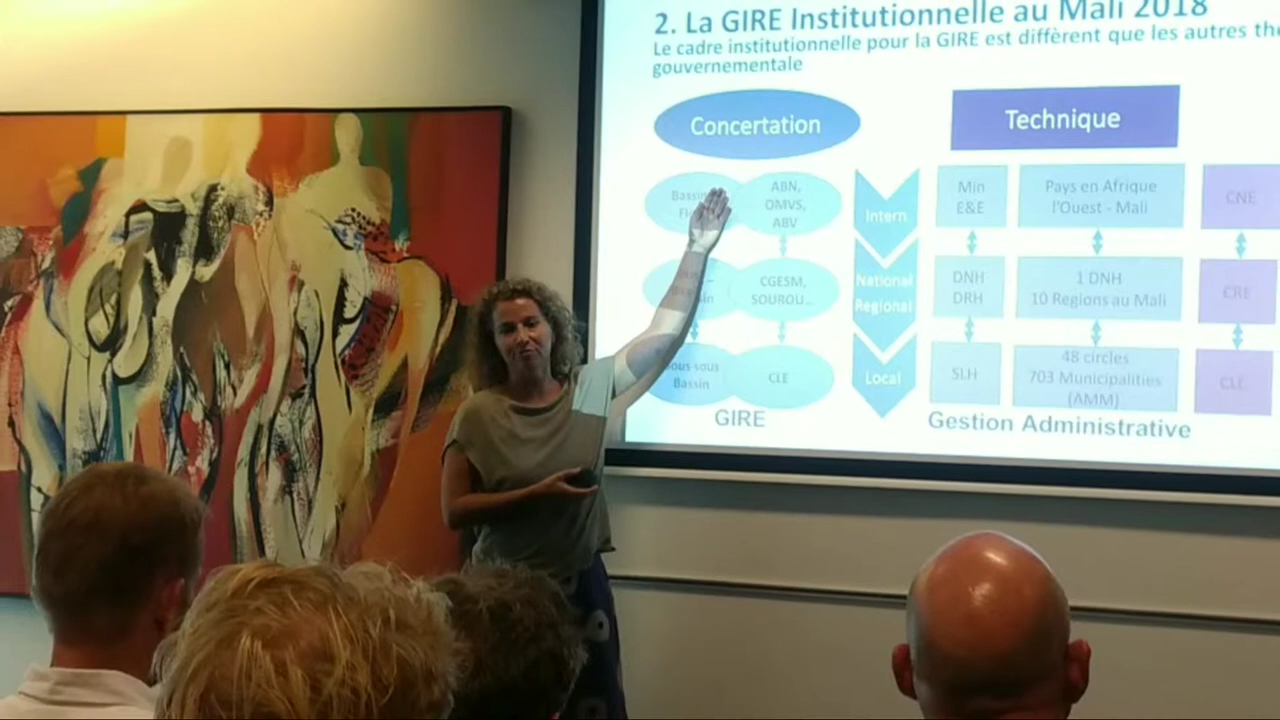 2. La GIRE Institutionnelle au Mali 2018
Le cadre institutionnelle pour la GIRE est diffèrent que les autres
gouvernementale
Concertation
Technique
ABN,
OMVS,
ABV
Intern
Min
E&E
Pays en Afrique
l'Ouest - Mali
CNE
CGESM,
SOUROU...
National
Regional
DNH
DRH
1 DNH
10 Regions au Mali
CRE
Bassin
CLE
Local
SLH
48 circles
703 Municipalities
(AMM)
CLE
GIRE
Gestion Administrative